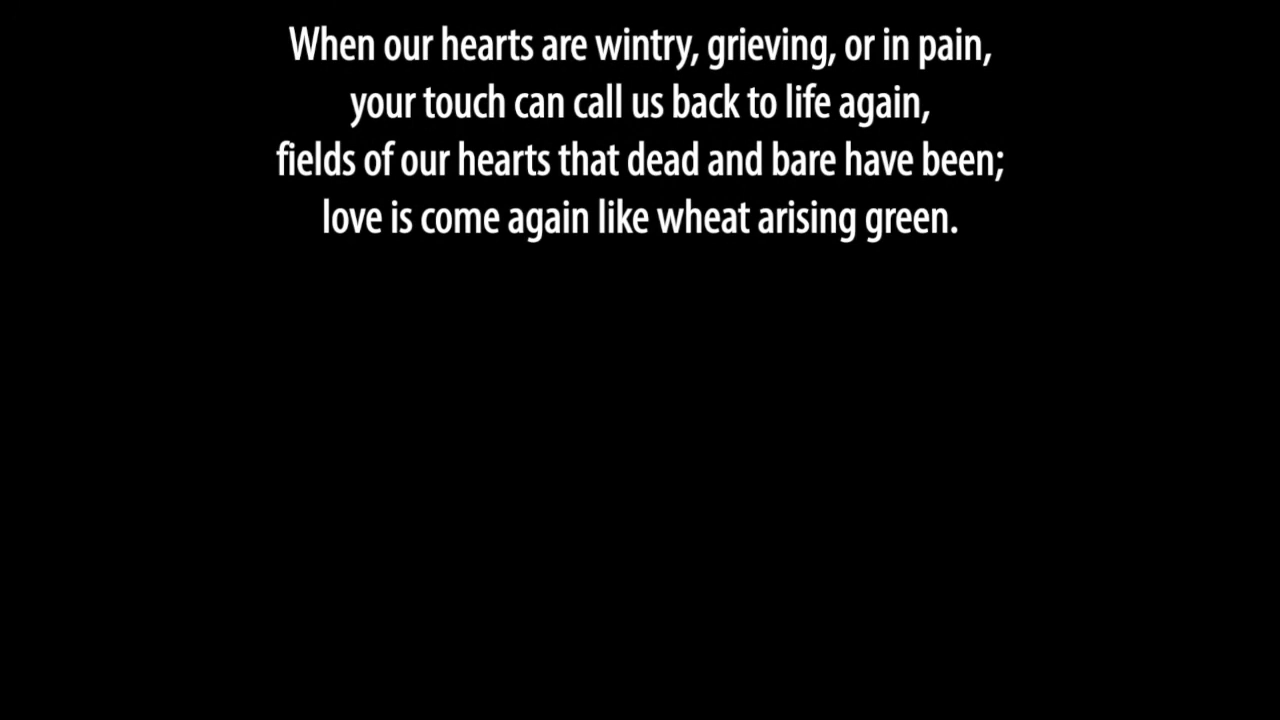 When our hearts are wintry, grieving, or in pain,
your touch can call us back to life again,
fields of our hearts that dead and bare have been;
love is come again like wheat arising green.